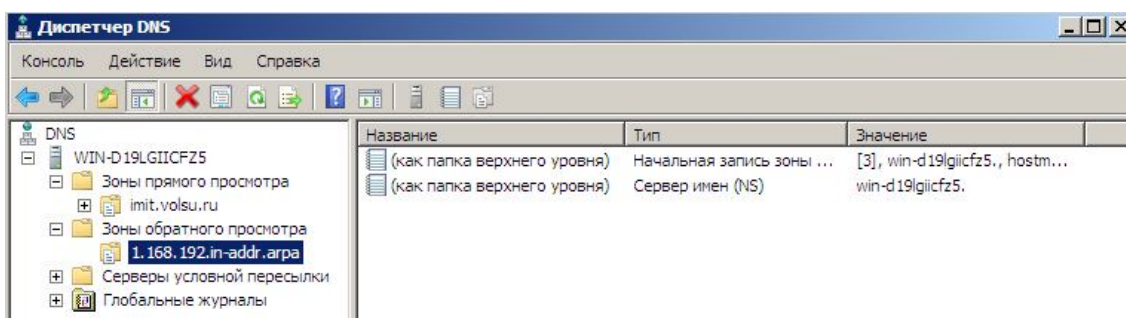 Диспетчер DNS
Консоль Действие Вид Справка
DNS
WIN-D19LGIICFZ5
Зоны прямого просмотра
imit.volsu.ru
Зоны обратного просмотра
1.168.192.in-addr.arpa
Серверы условной пересылки
Глобальные журналы
Название Тип Значение
(как папка верхнего уровня) Начальная запись зоны ... [3], win-d19lgiicfz5., hostm...
(как папка верхнего уровня) Сервер имен (NS) win-d19lgiicfz5.